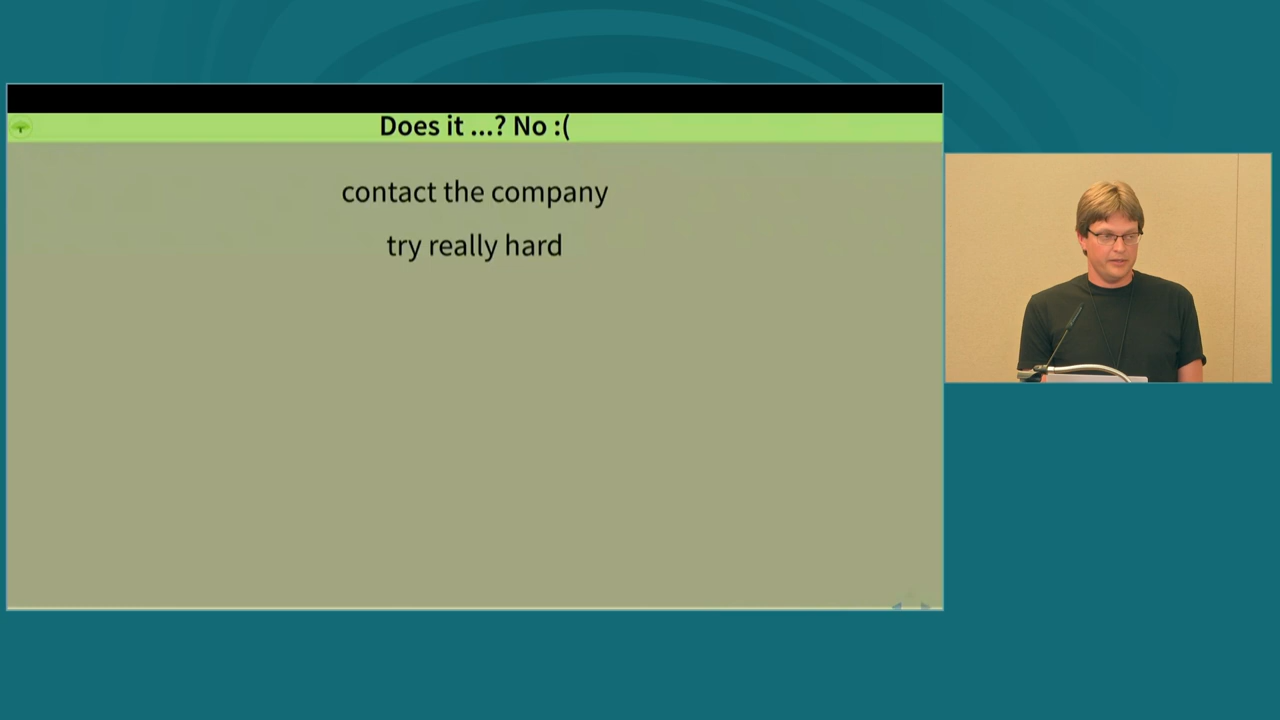 Does it ...? No :(
contact the company
try really hard